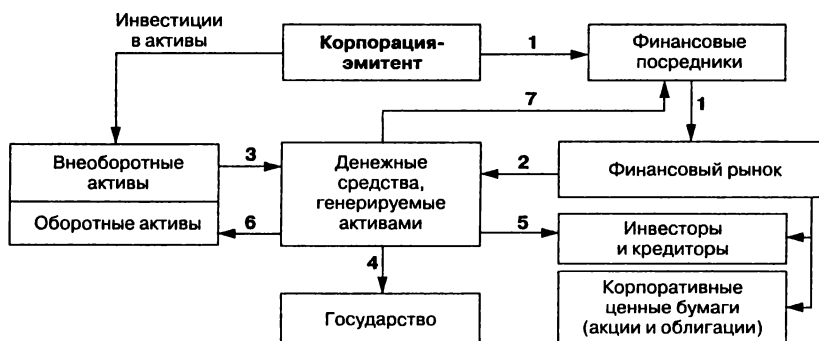 Инвестиции
в активы
Корпорация-
эмитент
1
Финансовые
посредники
7
1
Внеоборотные
активы
3
Денежные
средства,
генерируемые
активами
2
Финансовый рынок
Оборотные активы
6
5
Инвесторы
и кредиторы
4
Государство
Корпоративные
ценные бумаги
(акции и облигации)